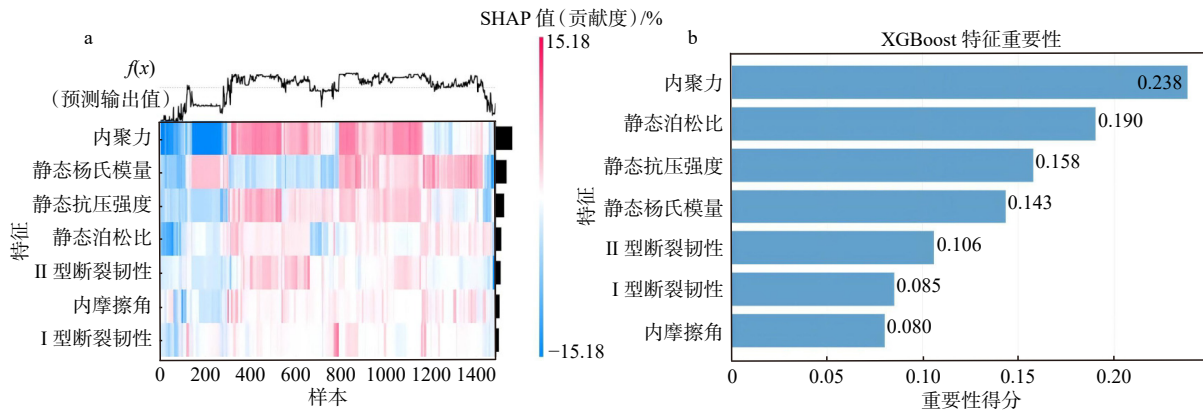 SHAP 值(贡献度)/%
a
15.18
f(x)
(预测输出值)
内聚力
静态杨氏模量
静态抗压强度
静态泊松比
II 型断裂韧性
内摩擦角
I 型断裂韧性
特征
−15.18
0 200 400 600 800 1000 1200 1400
样本
b
XGBoost 特征重要性
内聚力 0.238
静态泊松比 0.190
静态抗压强度 0.158
静态杨氏模量 0.143
II 型断裂韧性 0.106
I 型断裂韧性 0.085
内摩擦角 0.080
特征
0 0.05 0.10 0.15 0.20
重要性得分